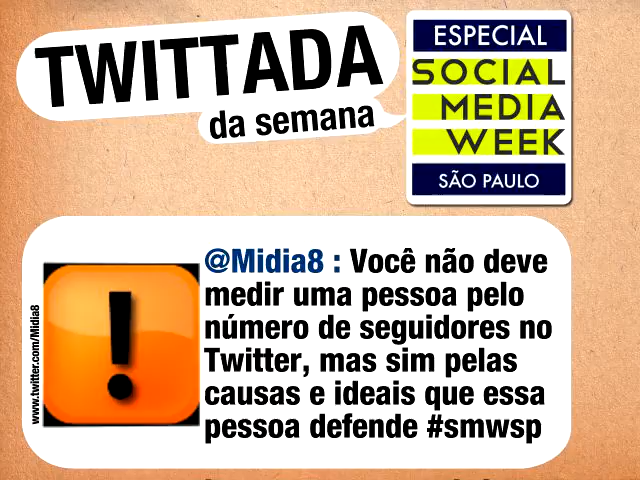 TWITTADA
da semana
ESPECIAL
SOCIAL
MEDIA
WEEK
SÃO PAULO
www.twitter.com/Midia8
@Midia8 : Você não deve
medir uma pessoa pelo
número de seguidores no
Twitter, mas sim pelas
causas e ideais que essa
pessoa defende #smwsp